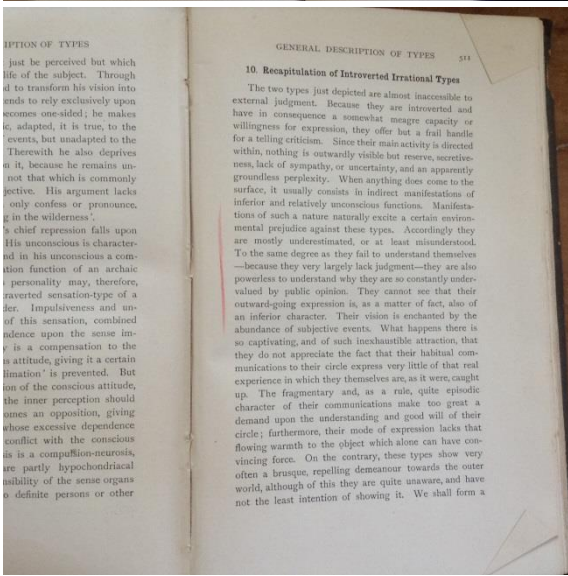 IPTION OF TYPES
just be perceived but which
life of the subject. Through
to transform his vision into
ends to rely exclusively upon
becomes one-sided; he makes
ic, adapted, it is true, to the
events, but unadapted to the
Therewith he also deprives
it, because he remains un-
not that which is commonly
jective. His argument lacks
only confess or pronounce.
g in the wilderness'.
's chief repression falls upon
His unconscious is character-
nd in his unconscious a com-
ation function of an archaic
personality may, therefore,
raverted sensation-type of a
der. Impulsiveness and un-
of this sensation, combined
ndence upon the sense im-
is a compensation to the
s attitude, giving it a certain
limation' is prevented. But
ion of the conscious attitude,
the inner perception should
omes an opposition, giving
whose excessive dependence
conflict with the conscious
sis is a compulsion-neurosis,
are partly hypochondriacal
nsibility of the sense organs
definite persons or other
GENERAL DESCRIPTION OF TYPES 511
10. Recapitulation of Introverted Irrational Types
The two types just depicted are almost inaccessible to
external judgment. Because they are introverted and
have in consequence a somewhat meagre capacity or
willingness for expression, they offer but a frail handle
for a telling criticism. Since their main activity is directed
within, nothing is outwardly visible but reserve, secretive-
ness, lack of sympathy, or uncertainty, and an apparently
groundless perplexity. When anything does come to the
surface, it usually consists in indirect manifestations of
inferior and relatively unconscious functions. Manifesta-
tions of such a nature naturally excite a certain environ-
mental prejudice against these types. Accordingly they
are mostly underestimated, or at least misunderstood.
To the same degree as they fail to understand themselves
—because they very largely lack judgment—they are also
powerless to understand why they are so constantly under-
valued by public opinion. They cannot see that their
outward-going expression is, as a matter of fact, also of
an inferior character. Their vision is enchanted by the
abundance of subjective events. What happens there is
so captivating, and of such inexhaustible attraction, that
they do not appreciate the fact that their habitual com-
munications to their circle express very little of that real
experience in which they themselves are, as it were, caught
up. The fragmentary and, as a rule, quite episodic
character of their communications make too great a
demand upon the understanding and good will of their
circle; furthermore, their mode of expression lacks that
flowing warmth to the object which alone can have con-
vincing force. On the contrary, these types show very
often a brusque, repelling demeanour towards the outer
world, although of this they are quite unaware, and have
not the least intention of showing it. We shall form a